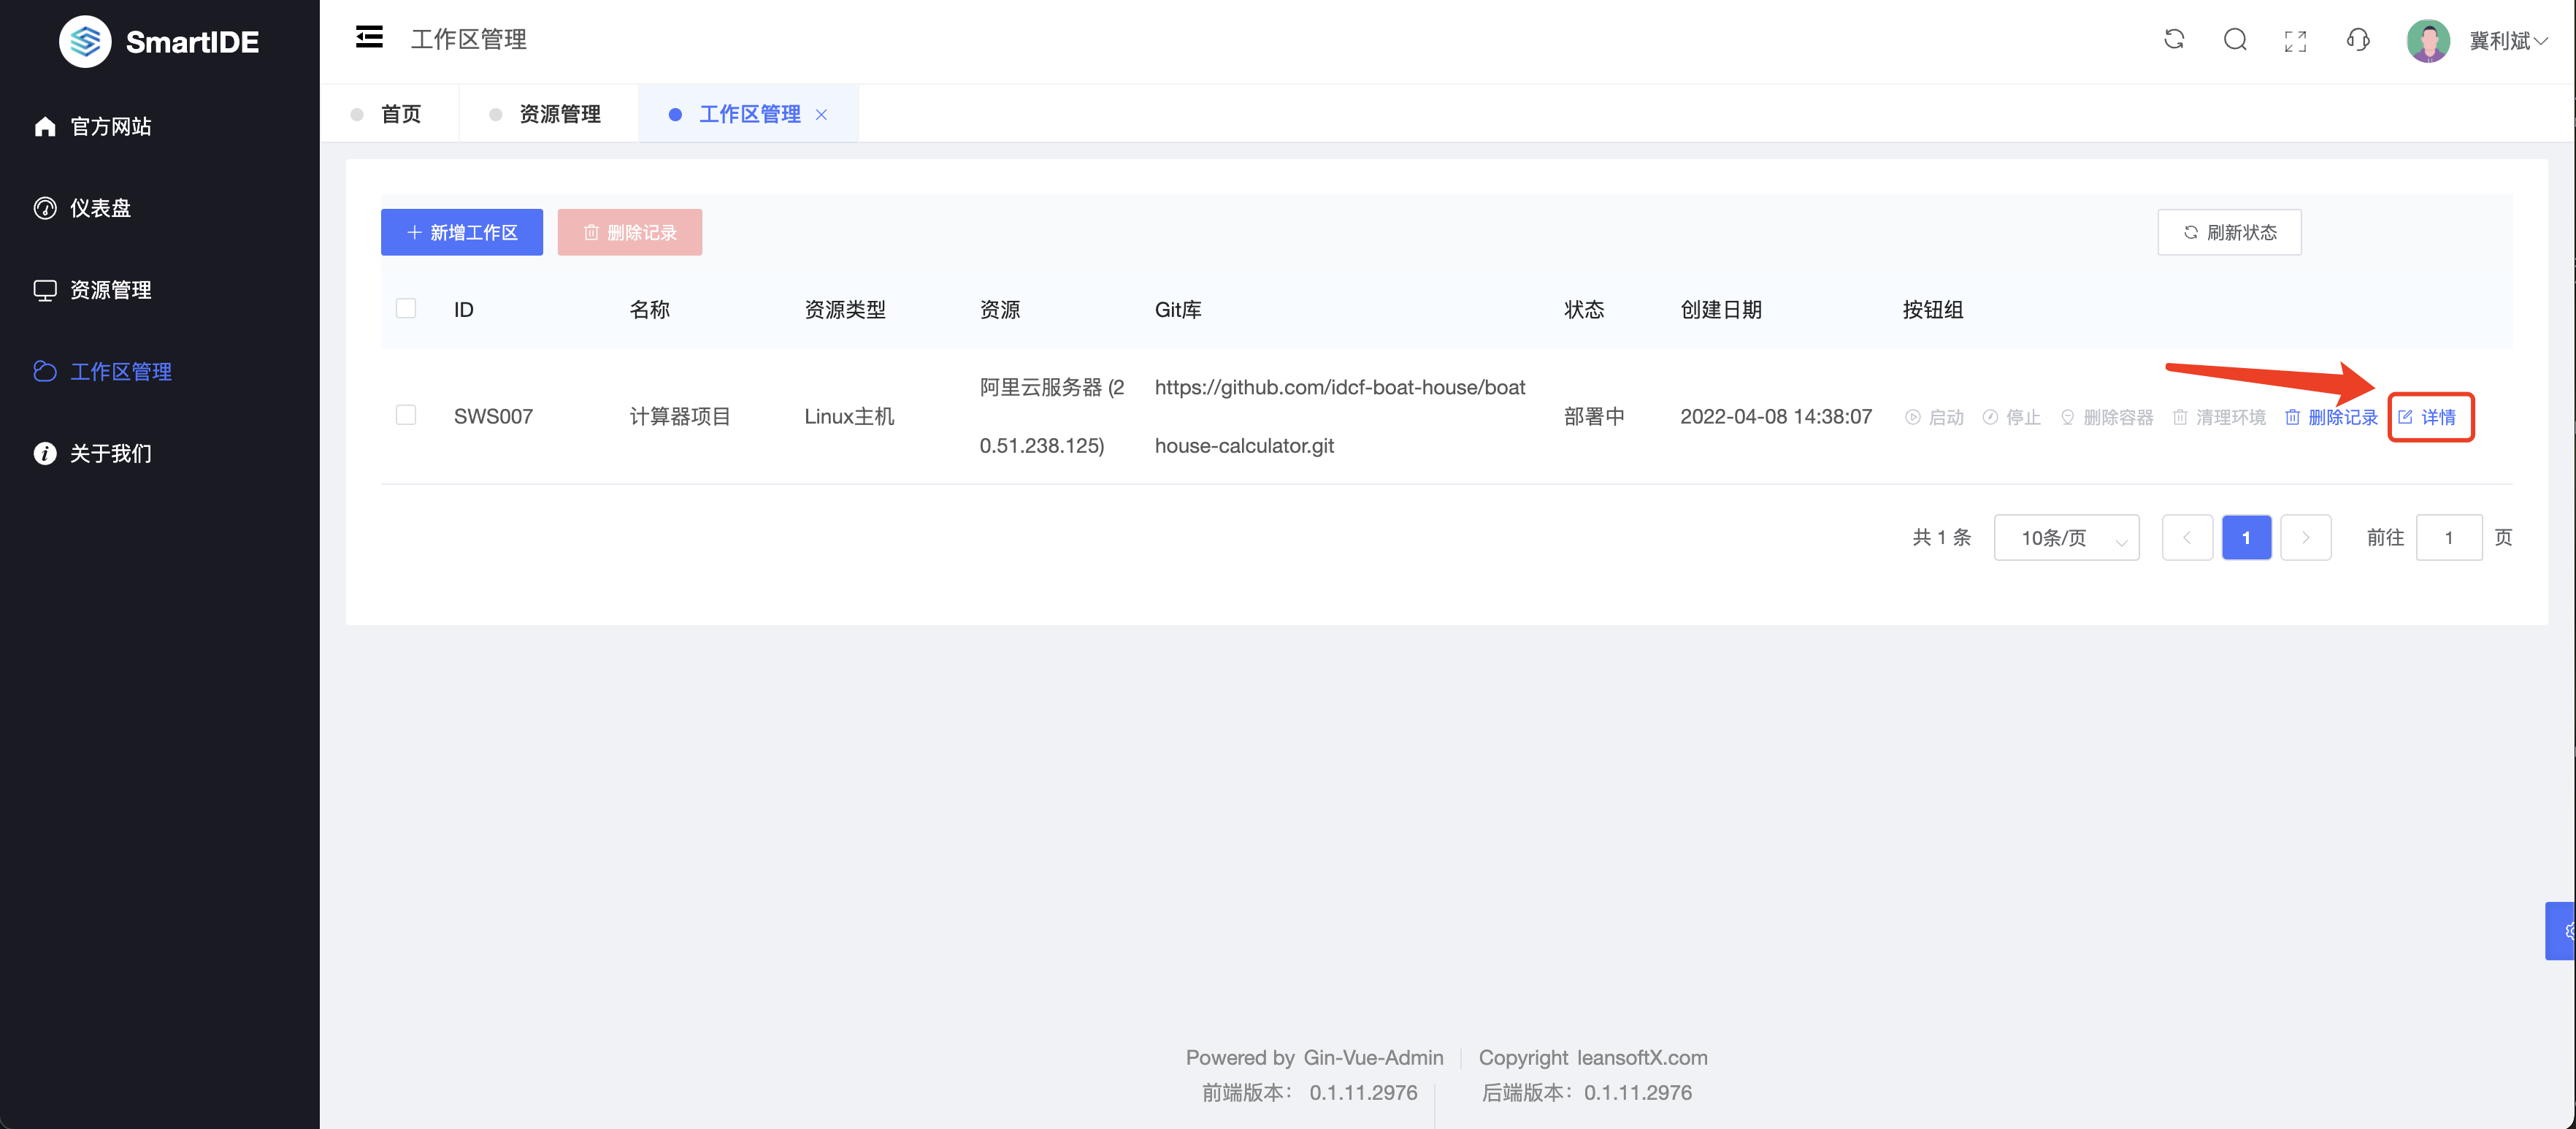 SmartIDE
工作区管理
冀利斌
官方网站
仪表盘
资源管理
工作区管理
关于我们
首页
资源管理
工作区管理
新增工作区
删除记录
刷新状态
ID
名称
资源类型
资源
Git库
状态
创建日期
按钮组
SWS007
计算器项目
Linux主机
阿里云服务器 (2
0.51.238.125)
https://github.com/idcf-boat-house/boat
house-calculator.git
部署中
2022-04-08 14:38:07
启动
停止
删除容器
清理环境
删除记录
详情
共 1 条
10条/页
1
前往
1
页
Powered by Gin-Vue-Admin
Copyright leansoftX.com
前端版本： 0.1.11.2976
后端版本：0.1.11.2976